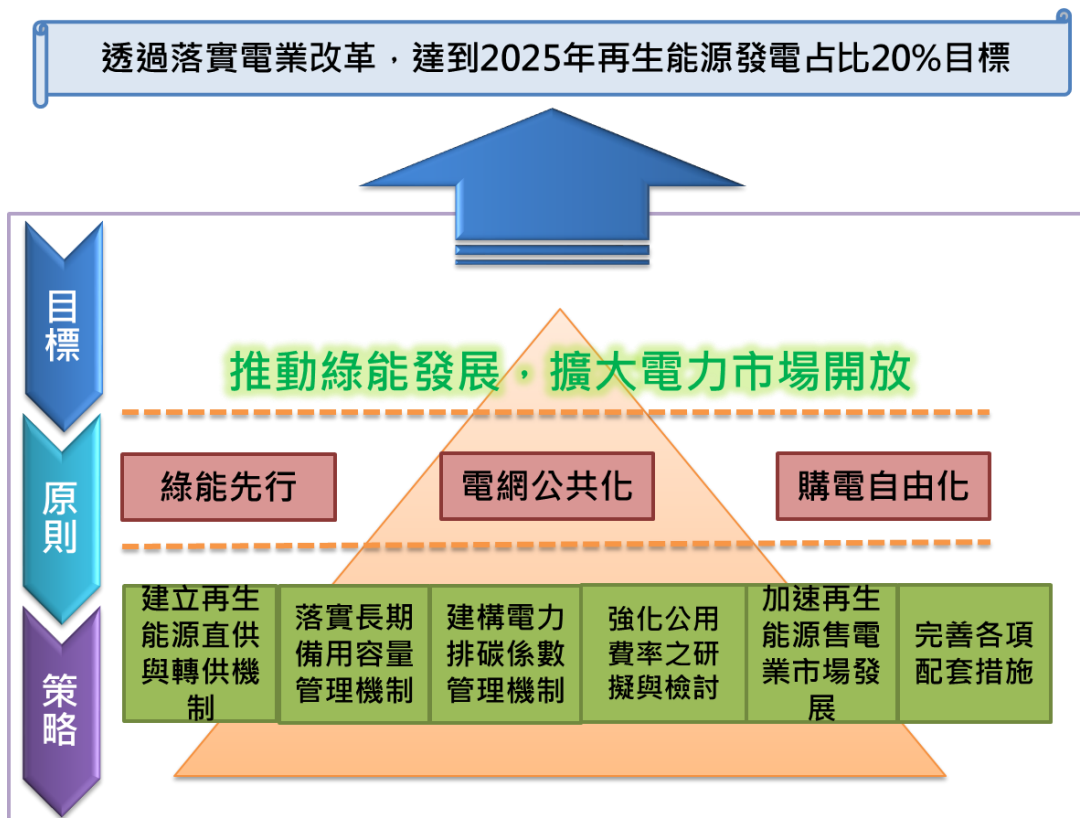 透過落實電業改革，達到2025年再生能源發電占比20%目標
目標
推動綠能發展，擴大電力市場開放
原則
綠能先行
電網公共化
購電自由化
策略
建立再生
能源直供
與轉供機
制
落實長期
備用容量
管理機制
建構電力
排碳係數
管理機制
強化公用
費率之研
擬與檢討
加速再生
能源售電
業市場發
展
完善各項
配套措施